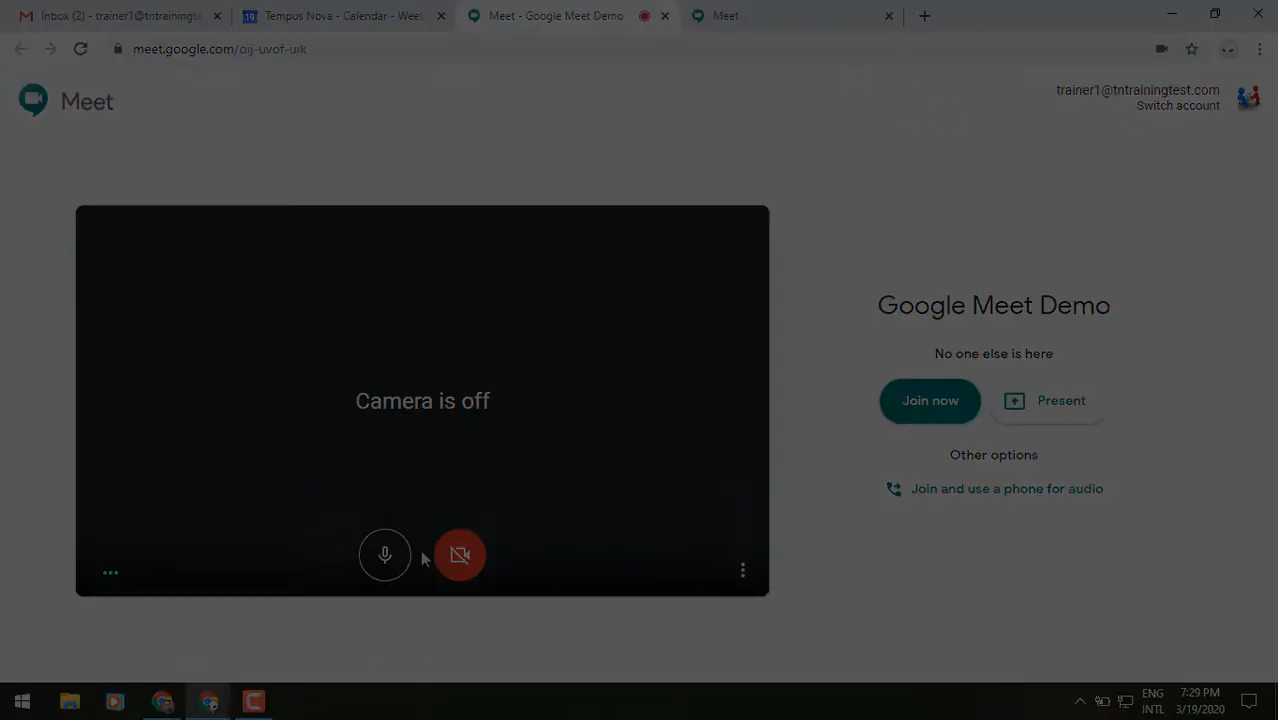 Inbox (2) - trainer1@tntrainingte
Tempus Nova - Calendar - Week
Meet - Google Meet Demo
Meet
meet.google.com/oij-uvof-uik
Meet
trainer1@tntrainingtest.com
Switch account
Camera is off
Google Meet Demo
No one else is here
Join now
Present
Other options
Join and use a phone for audio
ENG
INTL
7:29 PM
3/19/2020